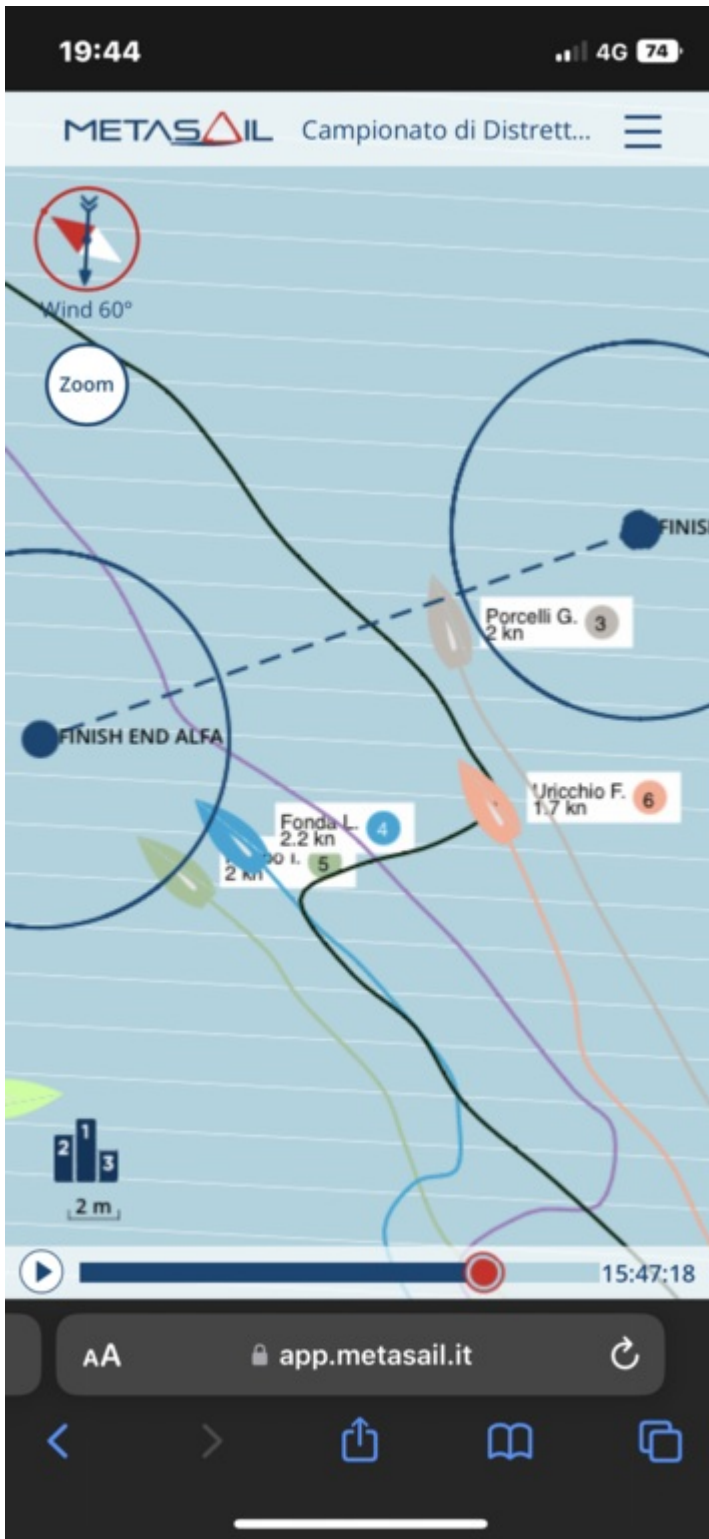 19:44
4G 74
METASAIL Campionato di Distrett...
Wind 60°
Zoom
FINIS
Porcelli G. 3
2 kn
FINISH END ALFA
Uricchio F. 6
1.7 kn
Fonda L. 4
2.2 kn
5
2 kn
2 1 3
2 m
15:47:18
AA app.metasail.it